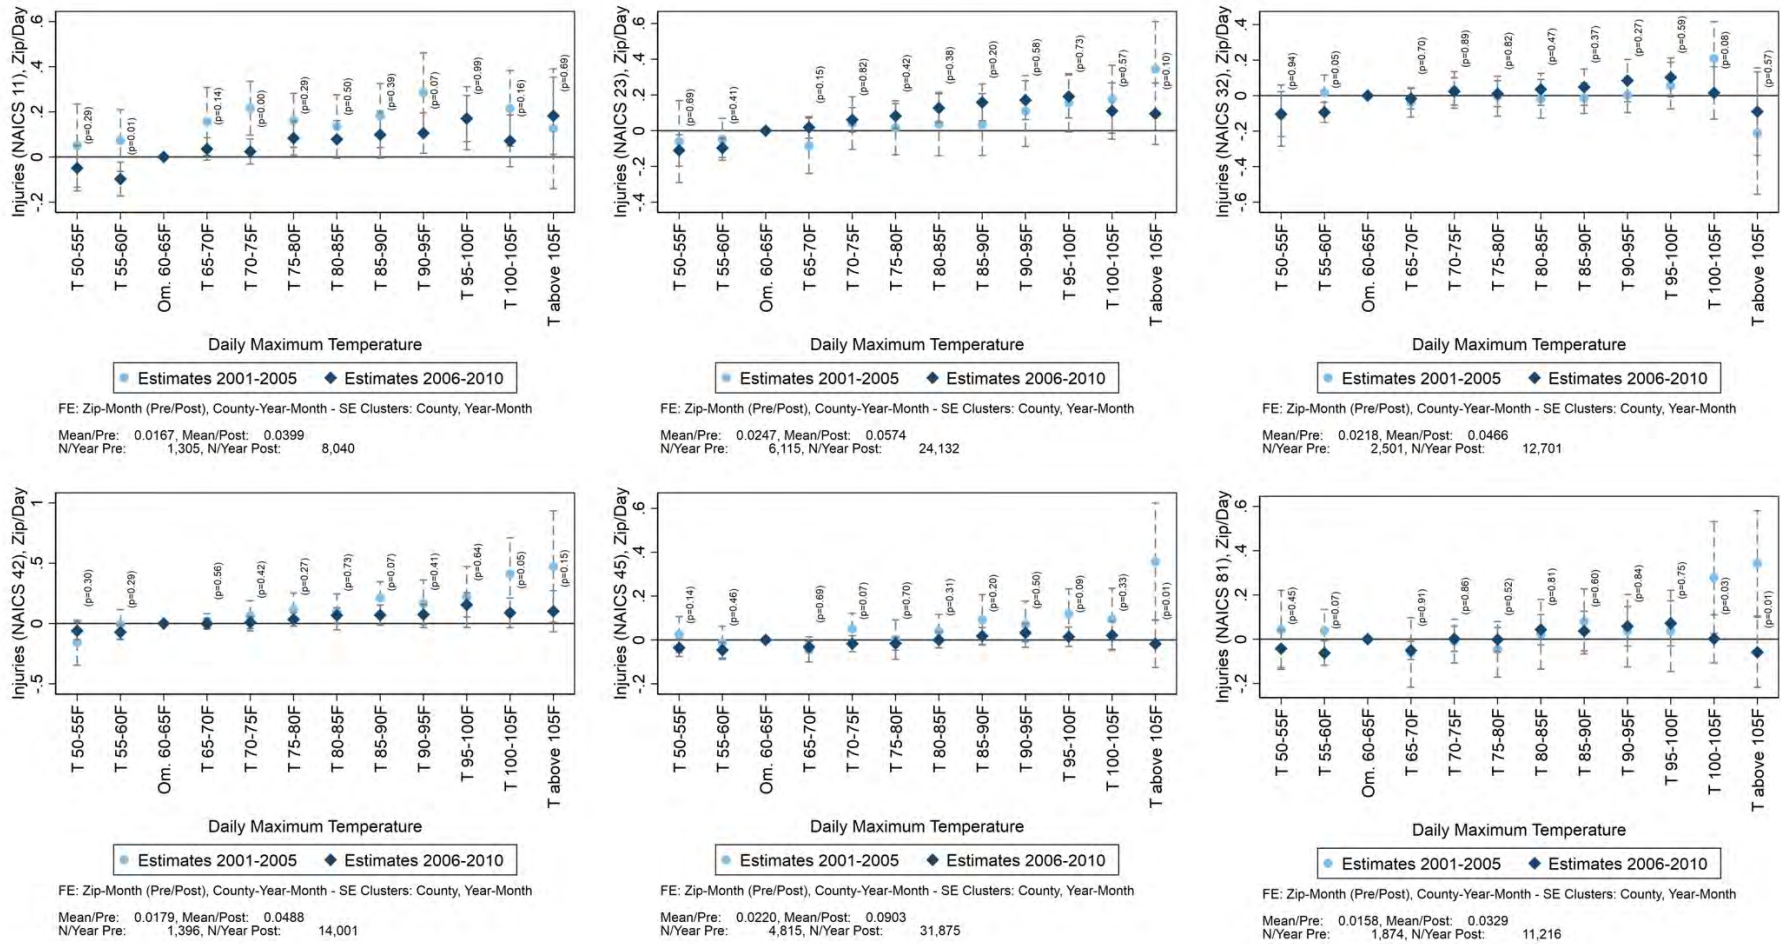 Injuries (NAICS 11), Zip/Day
.6
.4
.2
0
-.2
(p=0.29)
(p=0.01)
(p=0.14)
(p=0.00)
(p=0.29)
(p=0.50)
(p=0.39)
(p=0.07)
(p=0.99)
(p=0.16)
(p=0.69)
T 50-55F
T 55-60F
Om. 60-65F
T 65-70F
T 70-75F
T 75-80F
T 80-85F
T 85-90F
T 90-95F
T 95-100F
T 100-105F
T above 105F
Daily Maximum Temperature
Estimates 2001-2005 Estimates 2006-2010
FE: Zip-Month (Pre/Post), County-Year-Month - SE Clusters: County, Year-Month
Mean/Pre: 0.0167, Mean/Post: 0.0399
N/Year Pre: 1,305, N/Year Post: 8,040
Injuries (NAICS 23), Zip/Day
.6
.4
.2
0
-.2
-.4
(p=0.69)
(p=0.41)
(p=0.15)
(p=0.82)
(p=0.42)
(p=0.38)
(p=0.20)
(p=0.58)
(p=0.73)
(p=0.57)
(p=0.10)
T 50-55F
T 55-60F
Om. 60-65F
T 65-70F
T 70-75F
T 75-80F
T 80-85F
T 85-90F
T 90-95F
T 95-100F
T 100-105F
T above 105F
Daily Maximum Temperature
Estimates 2001-2005 Estimates 2006-2010
FE: Zip-Month (Pre/Post), County-Year-Month - SE Clusters: County, Year-Month
Mean/Pre: 0.0247, Mean/Post: 0.0574
N/Year Pre: 6,115, N/Year Post: 24,132
Injuries (NAICS 32), Zip/Day
.4
.2
0
-.2
-.4
-.6
(p=0.94)
(p=0.05)
(p=0.70)
(p=0.89)
(p=0.82)
(p=0.47)
(p=0.37)
(p=0.27)
(p=0.59)
(p=0.08)
(p=0.57)
T 50-55F
T 55-60F
Om. 60-65F
T 65-70F
T 70-75F
T 75-80F
T 80-85F
T 85-90F
T 90-95F
T 95-100F
T 100-105F
T above 105F
Daily Maximum Temperature
Estimates 2001-2005 Estimates 2006-2010
FE: Zip-Month (Pre/Post), County-Year-Month - SE Clusters: County, Year-Month
Mean/Pre: 0.0218, Mean/Post: 0.0466
N/Year Pre: 2,501, N/Year Post: 12,701
Injuries (NAICS 42), Zip/Day
1
.5
0
-.5
(p=0.30)
(p=0.29)
(p=0.56)
(p=0.42)
(p=0.27)
(p=0.73)
(p=0.07)
(p=0.41)
(p=0.64)
(p=0.05)
(p=0.15)
T 50-55F
T 55-60F
Om. 60-65F
T 65-70F
T 70-75F
T 75-80F
T 80-85F
T 85-90F
T 90-95F
T 95-100F
T 100-105F
T above 105F
Daily Maximum Temperature
Estimates 2001-2005 Estimates 2006-2010
FE: Zip-Month (Pre/Post), County-Year-Month - SE Clusters: County, Year-Month
Mean/Pre: 0.0179, Mean/Post: 0.0488
N/Year Pre: 1,396, N/Year Post: 14,001
Injuries (NAICS 45), Zip/Day
.6
.4
.2
0
-.2
(p=0.14)
(p=0.46)
(p=0.69)
(p=0.07)
(p=0.70)
(p=0.31)
(p=0.20)
(p=0.50)
(p=0.09)
(p=0.33)
(p=0.01)
T 50-55F
T 55-60F
Om. 60-65F
T 65-70F
T 70-75F
T 75-80F
T 80-85F
T 85-90F
T 90-95F
T 95-100F
T 100-105F
T above 105F
Daily Maximum Temperature
Estimates 2001-2005 Estimates 2006-2010
FE: Zip-Month (Pre/Post), County-Year-Month - SE Clusters: County, Year-Month
Mean/Pre: 0.0220, Mean/Post: 0.0903
N/Year Pre: 4,815, N/Year Post: 31,875
Injuries (NAICS 81), Zip/Day
.6
.4
.2
0
-.2
(p=0.45)
(p=0.07)
(p=0.91)
(p=0.86)
(p=0.52)
(p=0.81)
(p=0.60)
(p=0.84)
(p=0.75)
(p=0.03)
(p=0.01)
T 50-55F
T 55-60F
Om. 60-65F
T 65-70F
T 70-75F
T 75-80F
T 80-85F
T 85-90F
T 90-95F
T 95-100F
T 100-105F
T above 105F
Daily Maximum Temperature
Estimates 2001-2005 Estimates 2006-2010
FE: Zip-Month (Pre/Post), County-Year-Month - SE Clusters: County, Year-Month
Mean/Pre: 0.0158, Mean/Post: 0.0329
N/Year Pre: 1,874, N/Year Post: 11,216